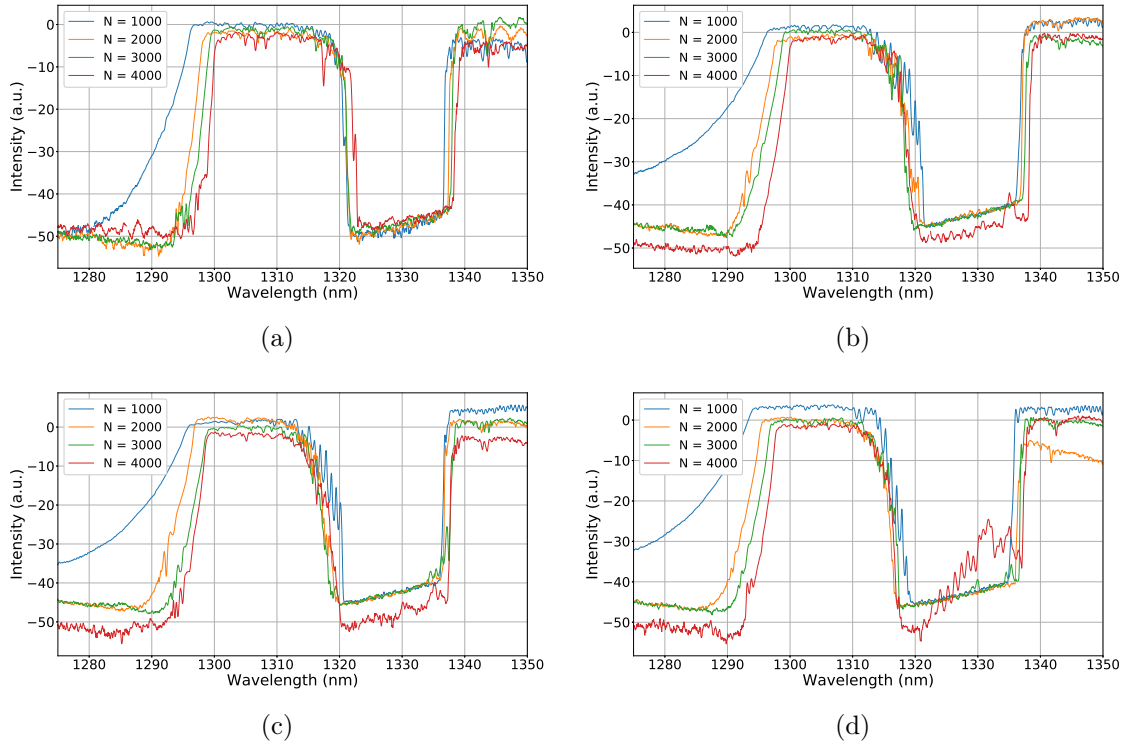 0
−10
−20
−30
−40
−50
Intensity (a.u.)
N = 1000
N = 2000
N = 3000
N = 4000
1280 1290 1300 1310 1320 1330 1340 1350
Wavelength (nm)
(a)
0
−10
−20
−30
−40
−50
Intensity (a.u.)
N = 1000
N = 2000
N = 3000
N = 4000
1280 1290 1300 1310 1320 1330 1340 1350
Wavelength (nm)
(b)
0
−10
−20
−30
−40
−50
Intensity (a.u.)
N = 1000
N = 2000
N = 3000
N = 4000
1280 1290 1300 1310 1320 1330 1340 1350
Wavelength (nm)
(c)
0
−10
−20
−30
−40
−50
Intensity (a.u.)
N = 1000
N = 2000
N = 3000
N = 4000
1280 1290 1300 1310 1320 1330 1340 1350
Wavelength (nm)
(d)